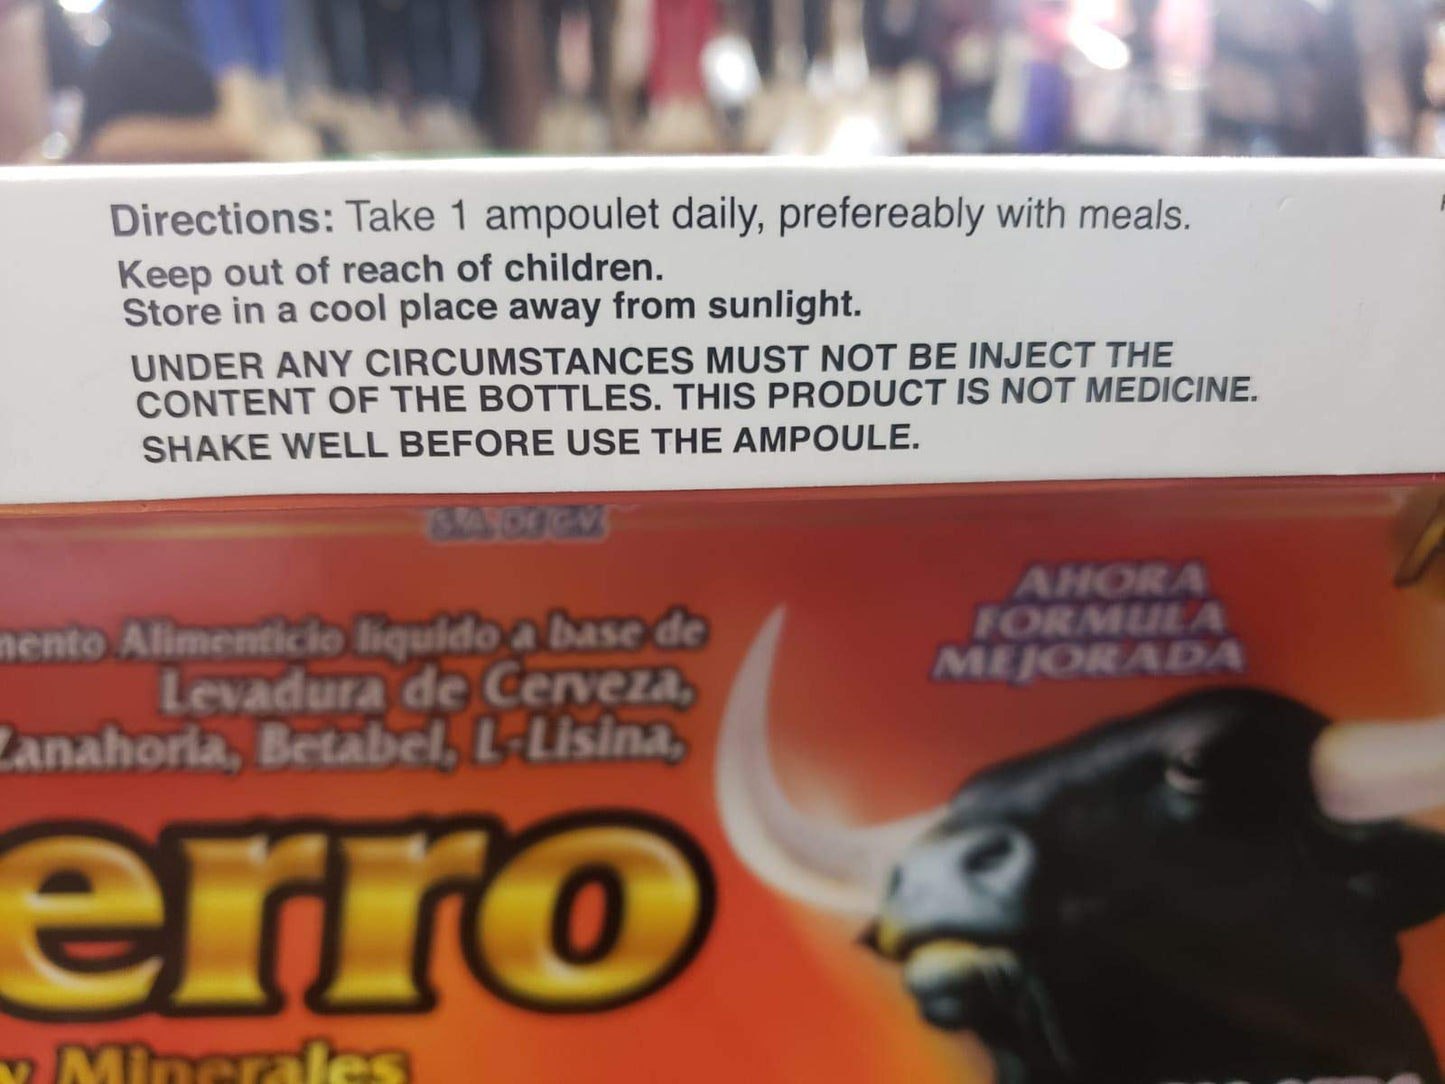 Directions: Take 1 ampoulet daily, prefereably with meals.
Keep out of reach of children.
Store in a cool place away from sunlight.
UNDER ANY CIRCUMSTANCES MUST NOT BE INJECT THE
CONTENT OF THE BOTTLES. THIS PRODUCT IS NOT MEDICINE.
SHAKE WELL BEFORE USE THE AMPOULE.
S.A. DE C.V.
AHORA
FORMULA
MEJORADA
mento Alimenticio líquido a base de
Levadura de Cerveza,
Zanahoria, Betabel, L-Lisina,
erro
y Minerales